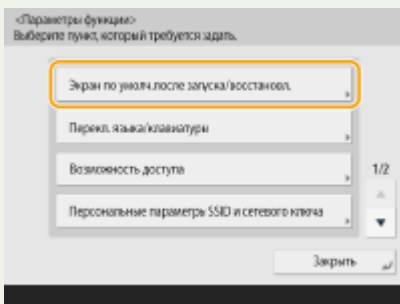 <Параметры функции>
Выберите пункт, который требуется задать.
Экран по умолч.после запуска/восстановл.
Перекл. языка/клавиатуры
Возможность доступа
1/2
Персональные параметры SSID и сетевого ключа
Закрыть